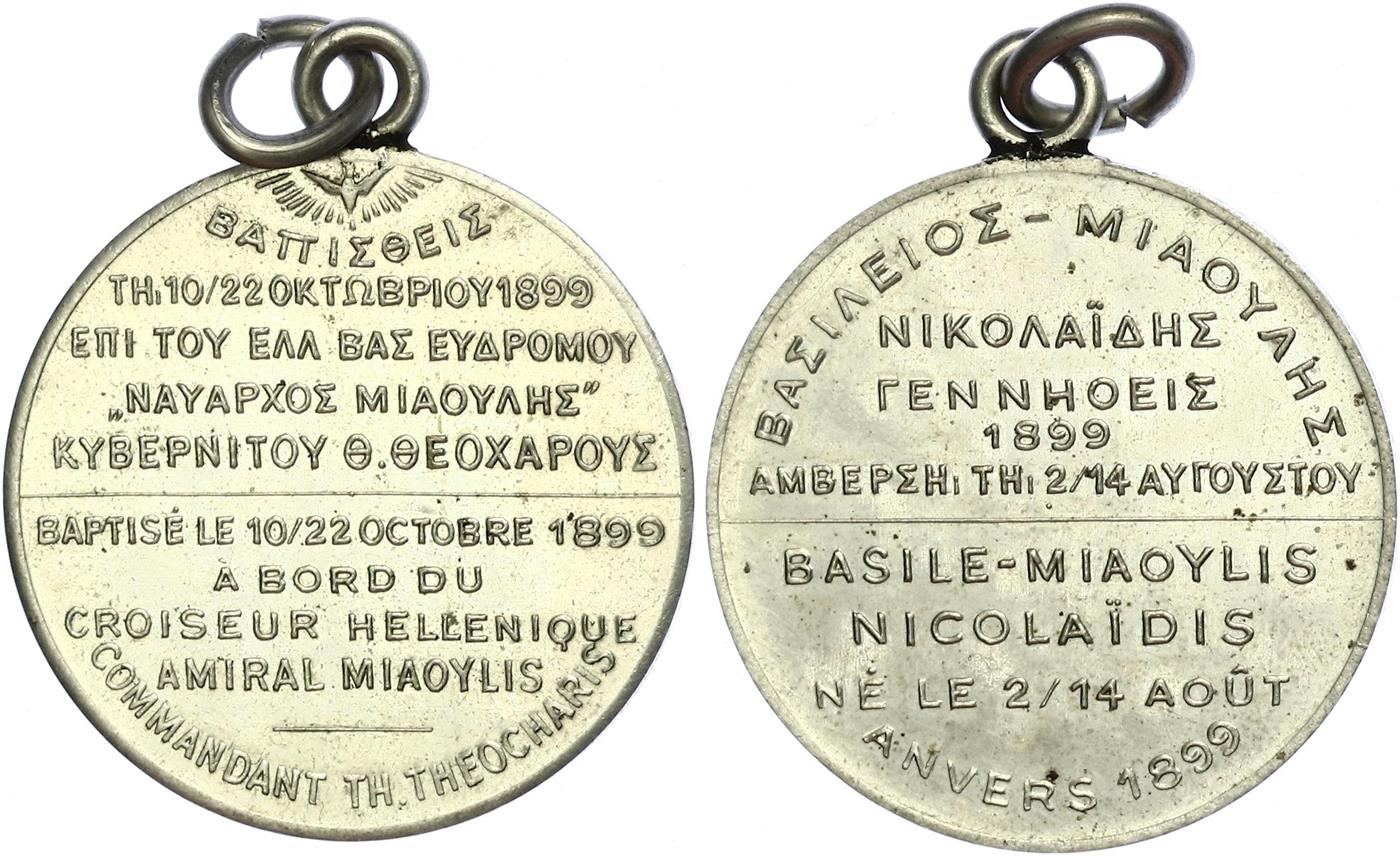 ΒΑΠΙΣΘΕΙΣ
ΤΗι 10/22 ΟΚΤΩΒΡΙΟΥ 1899
ΕΠΙ ΤΟΥ ΕΛΛ ΒΑΣ ΕΥΔΡΟΜΟΥ
„ΝΑΥΑΡΧΟΣ ΜΙΑΟΥΛΗΣ”
ΚΥΒΕΡΝΙΤΟΥ Θ. ΘΕΟΧΑΡΟΥΣ
BAPTISÉ LE 10/22 OCTOBRE 1899
A BORD DU
CROISEUR HELLENIQUE
AMIRAL MIAOYLIS
COMMANDANT TH. THEOCHARIS
ΒΑΣΙΛΕΙΟΣ - ΜΙΑΟΥΛΗΣ
ΝΙΚΟΛΑΪΔΗΣ
ΓΕΝΝΗΟΕΙΣ
1899
ΑΜΒΕΡΣΗι ΤΗι 2/14 ΑΥΓΟΥΣΤΟΥ
BASILE-MIAOYLIS
NICOLAÏDIS
NÉ LE 2/14 AOÛT
ANVERS 1899